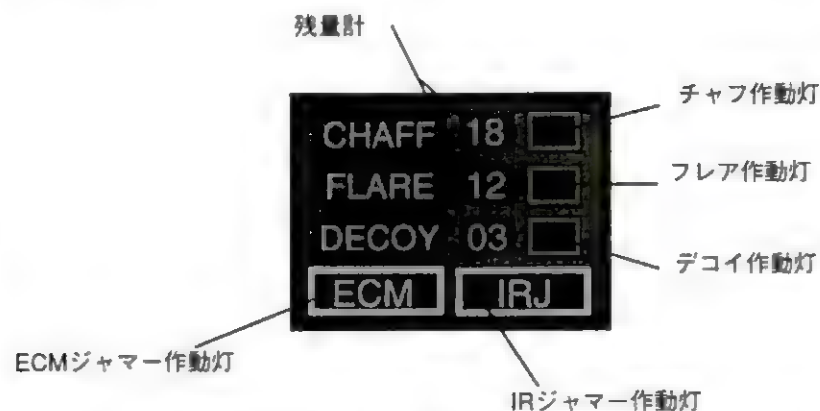 残量計
チャフ作動灯
CHAFF 18
フレア作動灯
FLARE 12
DECOY 03
デコイ作動灯
ECM IRJ
ECMジャマー作動灯
IRジャマー作動灯